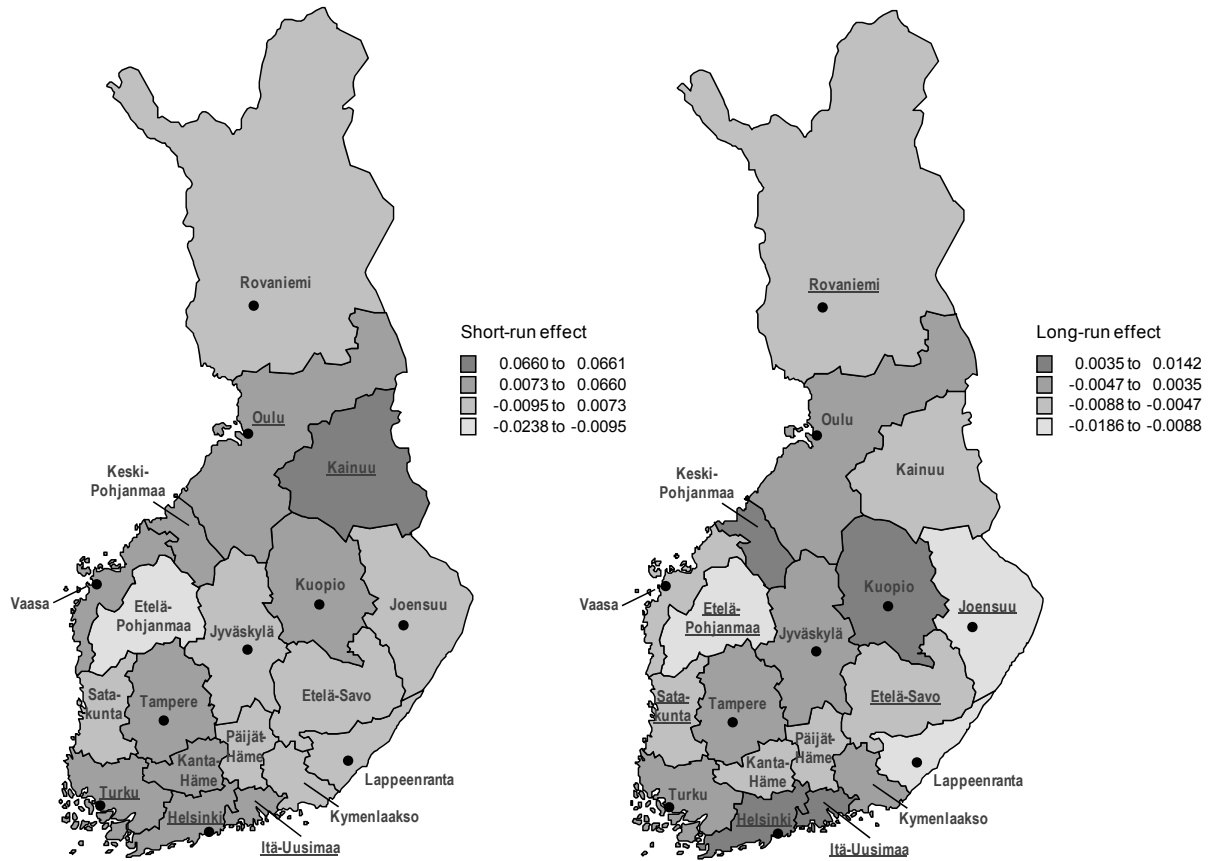 Rovaniemi
Short-run effect
0.0660 to 0.0661
0.0073 to 0.0660
-0.0095 to 0.0073
-0.0238 to -0.0095
Oulu
Kainuu
Keski-
Pohjanmaa
Vaasa
Etelä-
Pohjanmaa
Kuopio
Joensuu
Jyväskylä
Etelä-Savo
Sata-
kunta
Tampere
Päijät-
Häme
Kanta-
Häme
Lappeenranta
Turku
Helsinki
Kymenlaakso
Itä-Uusimaa
Rovaniemi
Long-run effect
0.0035 to 0.0142
-0.0047 to 0.0035
-0.0088 to -0.0047
-0.0186 to -0.0088
Oulu
Kainuu
Keski-
Pohjanmaa
Vaasa
Etelä-
Pohjanmaa
Kuopio
Joensuu
Jyväskylä
Etelä-Savo
Sata-
kunta
Tampere
Päijät-
Häme
Kanta-
Häme
Lappeenranta
Turku
Helsinki
Kymenlaakso
Itä-Uusimaa